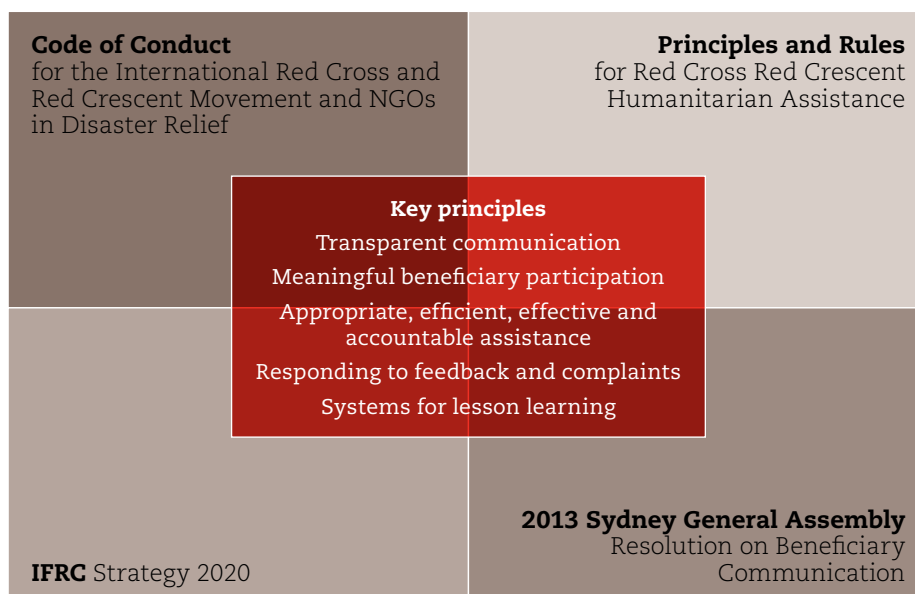 Code of Conduct
for the International Red Cross and
Red Crescent Movement and NGOs
in Disaster Relief
Principles and Rules
for Red Cross Red Crescent
Humanitarian Assistance
Key principles
Transparent communication
Meaningful beneficiary participation
Appropriate, efficient, effective and
accountable assistance
Responding to feedback and complaints
Systems for lesson learning
IFRC Strategy 2020
2013 Sydney General Assembly
Resolution on Beneficiary
Communication